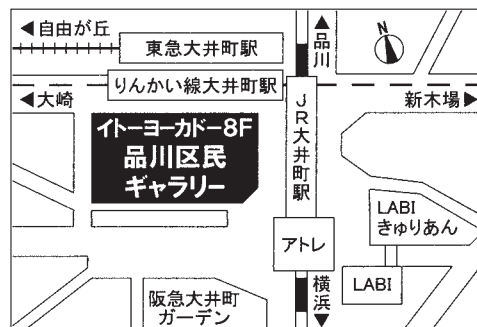 ◀自由が丘
東急大井町駅
▲品川
N
りんかい線大井町駅
◀大崎
新木場▶
JR大井町駅
イトーヨーカドー8F
品川区民
ギャラリー
LABI
きゅりあん
アトレ
LABI
横浜▼
阪急大井町
ガーデン